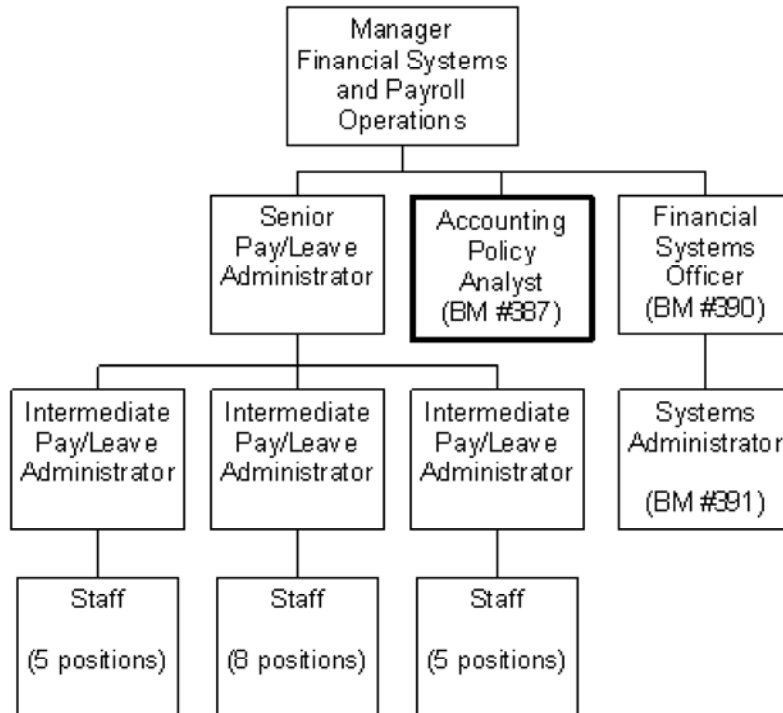 Manager
Financial Systems
and Payroll
Operations
Senior
Pay/Leave
Administrator
Accounting
Policy
Analyst
(BM #387)
Financial
Systems
Officer
(BM #390)
Intermediate
Pay/Leave
Administrator
Intermediate
Pay/Leave
Administrator
Intermediate
Pay/Leave
Administrator
Systems
Administrator
(BM #391)
Staff
(5 positions)
Staff
(8 positions)
Staff
(5 positions)